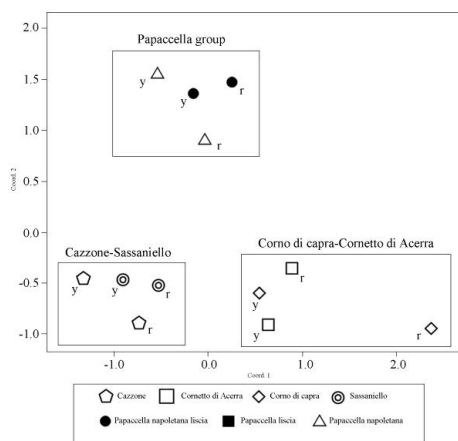 2.0
Papaccella group
1.5
y
y
r
1.0
r
0.5
Coord. 2
0.0
Cazzone-Sassaniello
Corno di capra-Cornetto di Acerra
-0.5
y
y
r
y
r
-1.0
r
y
r
-1.0
0.0
1.0
2.0
Coord. 1
Cazzone
Cornetto di Acerra
Corno di capra
Sassaniello
Papaccella napoletana liscia
Papaccella liscia
Papaccella napoletana